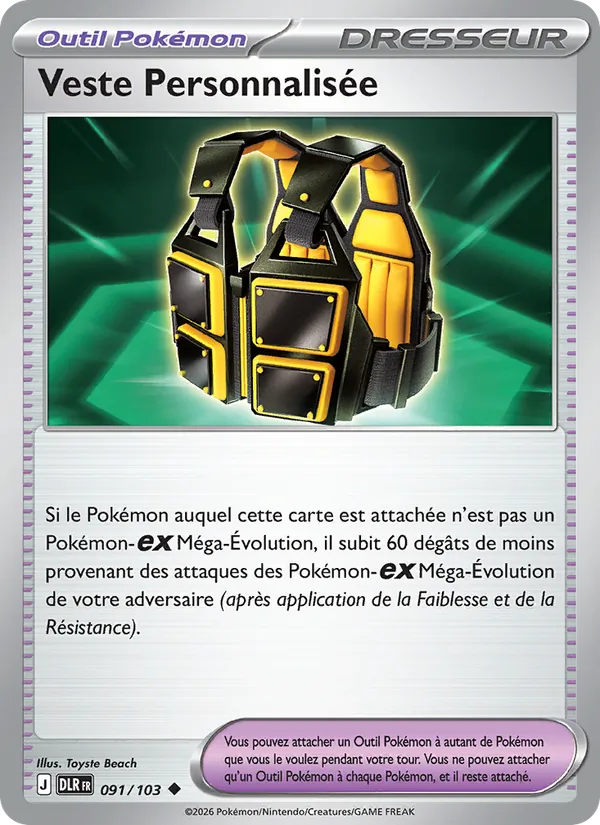 Outil Pokémon
DRESSEUR
Veste Personnalisée
Si le Pokémon auquel cette carte est attachée n'est pas un
Pokémon-ex Méga-Évolution, il subit 60 dégâts de moins
provenant des attaques des Pokémon-ex Méga-Évolution
de votre adversaire (après application de la Faiblesse et de la
Résistance).
Vous pouvez attacher un Outil Pokémon à autant de Pokémon
que vous le voulez pendant votre tour. Vous ne pouvez attacher
qu'un Outil Pokémon à chaque Pokémon, et il reste attaché.
Illus. Toyste Beach
J DLR FR 091/103 ◆
©2026 Pokémon/Nintendo/Creatures/GAME FREAK